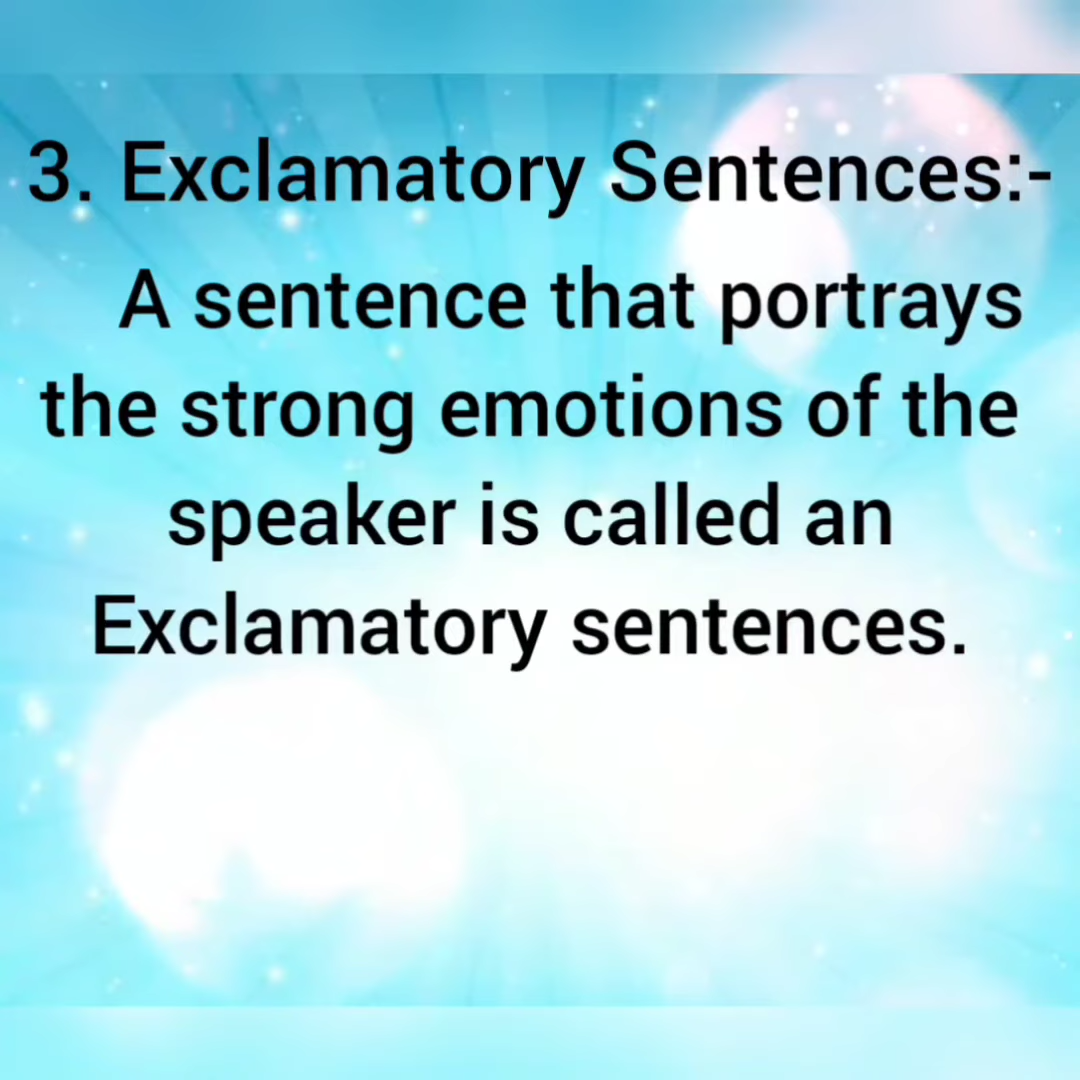 3. Exclamatory Sentences:-
A sentence that portrays
the strong emotions of the
speaker is called an
Exclamatory sentences.